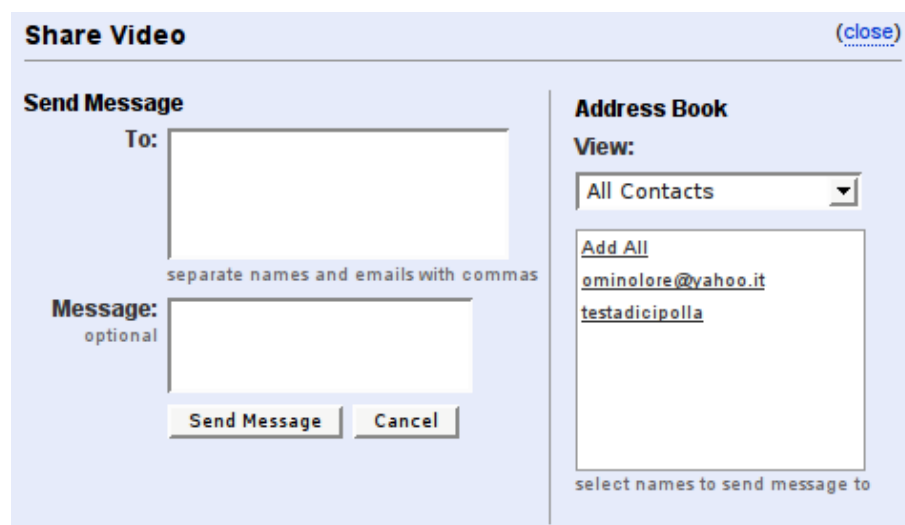 Share Video
(close)
Send Message
To:
separate names and emails with commas
Message:
optional
Send Message
Cancel
Address Book
View:
All Contacts
Add All
ominolore@yahoo.it
testadicipolla
select names to send message to